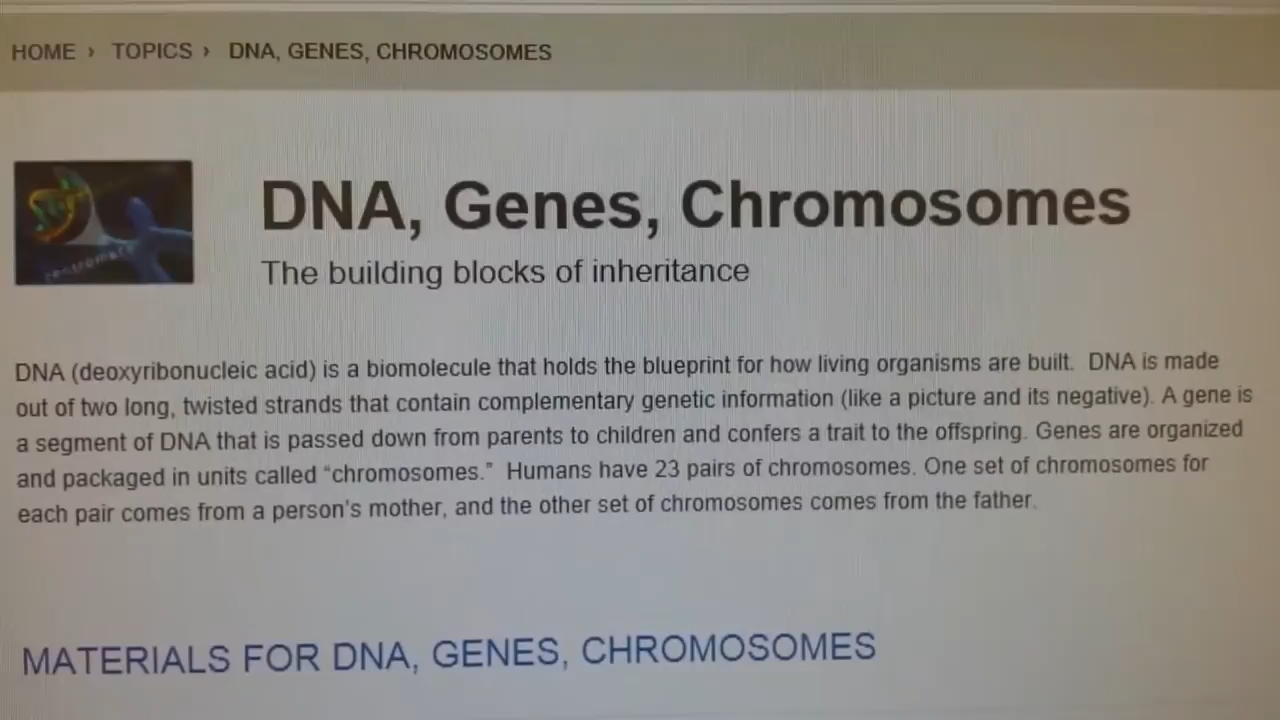 HOME › TOPICS › DNA, GENES, CHROMOSOMES
centromere
DNA, Genes, Chromosomes
The building blocks of inheritance
DNA (deoxyribonucleic acid) is a biomolecule that holds the blueprint for how living organisms are built. DNA is made
out of two long, twisted strands that contain complementary genetic information (like a picture and its negative). A gene is
a segment of DNA that is passed down from parents to children and confers a trait to the offspring. Genes are organized
and packaged in units called “chromosomes.” Humans have 23 pairs of chromosomes. One set of chromosomes for
each pair comes from a person's mother, and the other set of chromosomes comes from the father.
MATERIALS FOR DNA, GENES, CHROMOSOMES